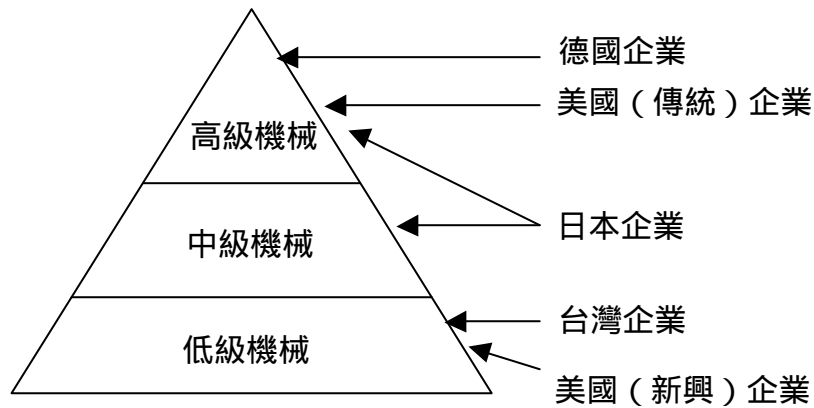 德國企業
美國（傳統）企業
高級機械
日本企業
中級機械
台灣企業
低級機械
美國（新興）企業